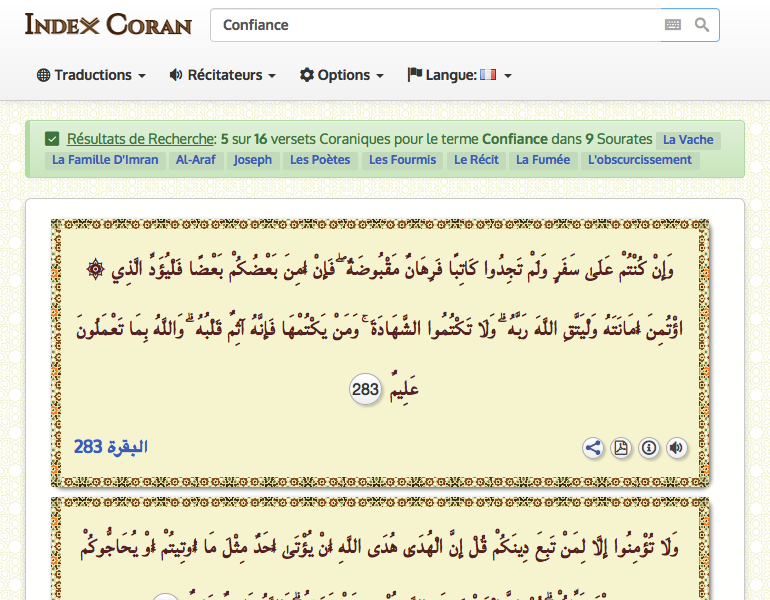 INDEX CORAN
Confiance
Traductions
Récitateurs
Options
Langue:
Résultats de Recherche: 5 sur 16 versets Coraniques pour le terme Confiance dans 9 Sourates La Vache
La Famille D'Imran Al-Araf Joseph Les Poètes Les Fourmis Le Récit La Fumée L'obscurcissement
۞ وَإِنْ كُنْتُمْ عَلَىٰ سَفَرٍ وَلَمْ تَجِدُوا كَاتِبًا فَرِهَانٌ مَقْبُوضَةٌ ۖ فَإِنْ أَمِنَ بَعْضُكُمْ بَعْضًا فَلْيُؤَدِّ الَّذِي
اؤْتُمِنَ أَمَانَتَهُ وَلْيَتَّقِ اللَّهَ رَبَّهُ ۗ وَلَا تَكْتُمُوا الشَّهَادَةَ ۚ وَمَنْ يَكْتُمْهَا فَإِنَّهُ آثِمٌ قَلْبُهُ ۗ وَاللَّهُ بِمَا تَعْمَلُونَ
عَلِيمٌ 283
البقرة 283
وَلَا تُؤْمِنُوا إِلَّا لِمَنْ تَبِعَ دِينَكُمْ قُلْ إِنَّ الْهُدَىٰ هُدَى اللَّهِ أَنْ يُؤْتَىٰ أَحَدٌ مِثْلَ مَا أُوتِيتُمْ أَوْ يُحَاجُّوكُمْ